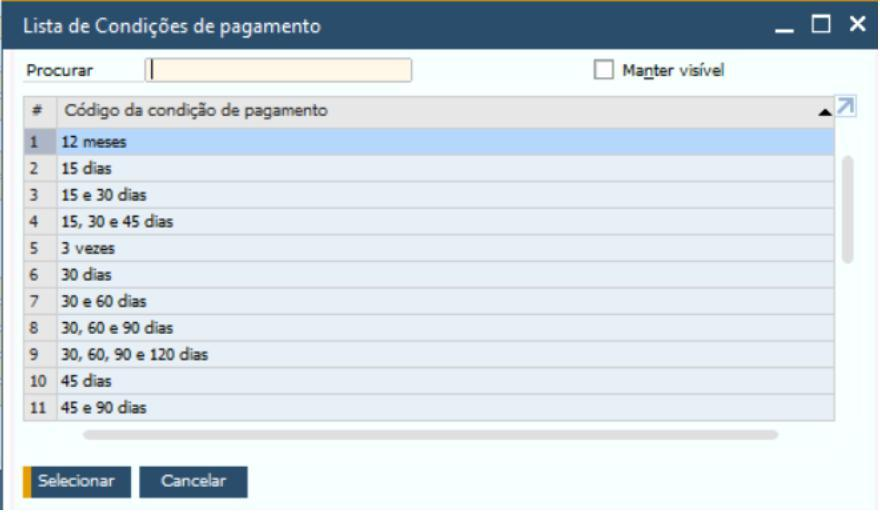 Lista de Condições de pagamento
Procurar
Manter visível
# Código da condição de pagamento
1 12 meses
2 15 dias
3 15 e 30 dias
4 15, 30 e 45 dias
5 3 vezes
6 30 dias
7 30 e 60 dias
8 30, 60 e 90 dias
9 30, 60, 90 e 120 dias
10 45 dias
11 45 e 90 dias
Selecionar Cancelar